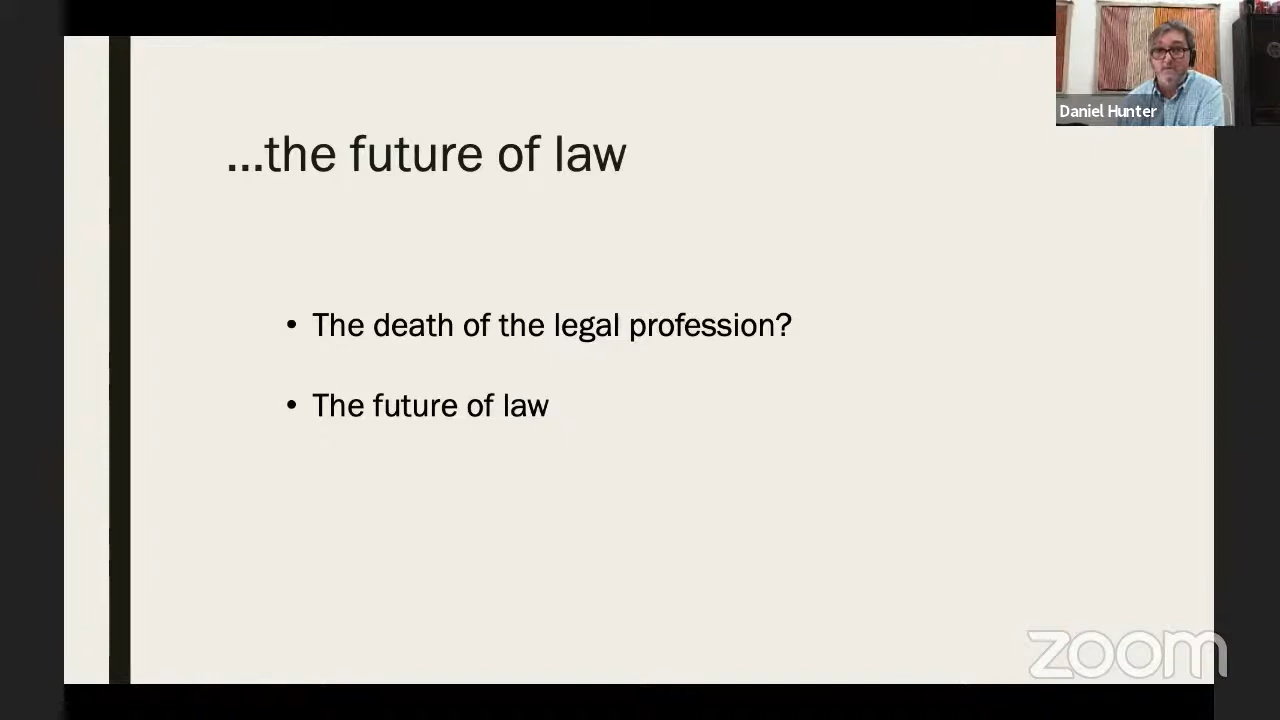 Daniel Hunter
...the future of law
• The death of the legal profession?
• The future of law
zoom